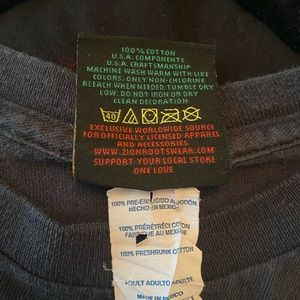 100% COTTON
U.S.A. COMPONENTS
U.S.A. CRAFTSMANSHIP
MACHINE WASH WARM WITH LIKE
COLORS, ONLY NON-CHLORINE
BLEACH WHEN NEEDED. TUMBLE DRY
LOW. DO NOT IRON OR DRY
CLEAN DECORATION
40
EXCLUSIVE WORLDWIDE SOURCE
FOR OFFICIALLY LICENSED APPAREL
AND ACCESSORIES
WWW.ZIONROOTSWEAR.COM
SUPPORT YOUR LOCAL STORE
ONE LOVE
100% PRE-ENCOGIDO ALGODÓN
HECHO EN MEXICO
100% PRÉRÉTRÉCI COTON
FABRIQUÉ AU MEXIQUE
100% PRESHRUNK COTTON
ADULT ADULTO ADULTE
MADE IN MEXICO